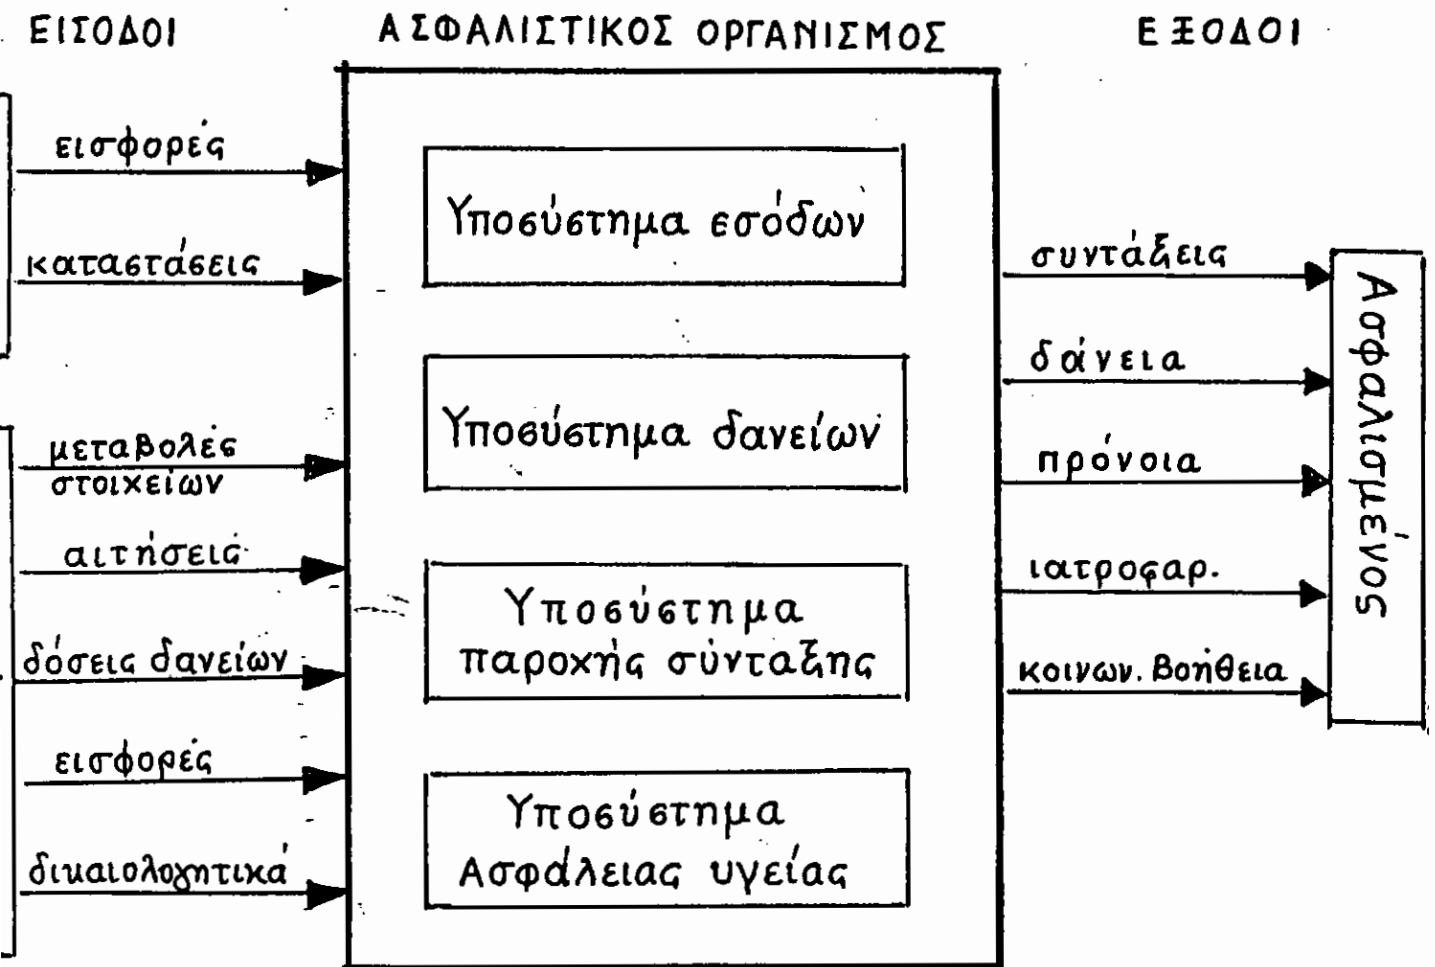 ΕΙΣΟΔΟΙ
ΑΣΦΑΛΙΣΤΙΚΟΣ ΟΡΓΑΝΙΣΜΟΣ
ΕΞΟΔΟΙ
εισφορές
καταστάσεις
μεταβολές
στοιχείων
αιτήσεις
δόσεις δανείων
εισφορές
δικαιολογητικά
Υποσύστημα εσόδων
Υποσύστημα δανείων
Υποσύστημα
παροχής σύνταξης
Υποσύστημα
Ασφάλειας υγείας
συντάξεις
δάνεια
πρόνοια
ιατροφαρ.
κοινων. βοήθεια
Ασφαλισμένος